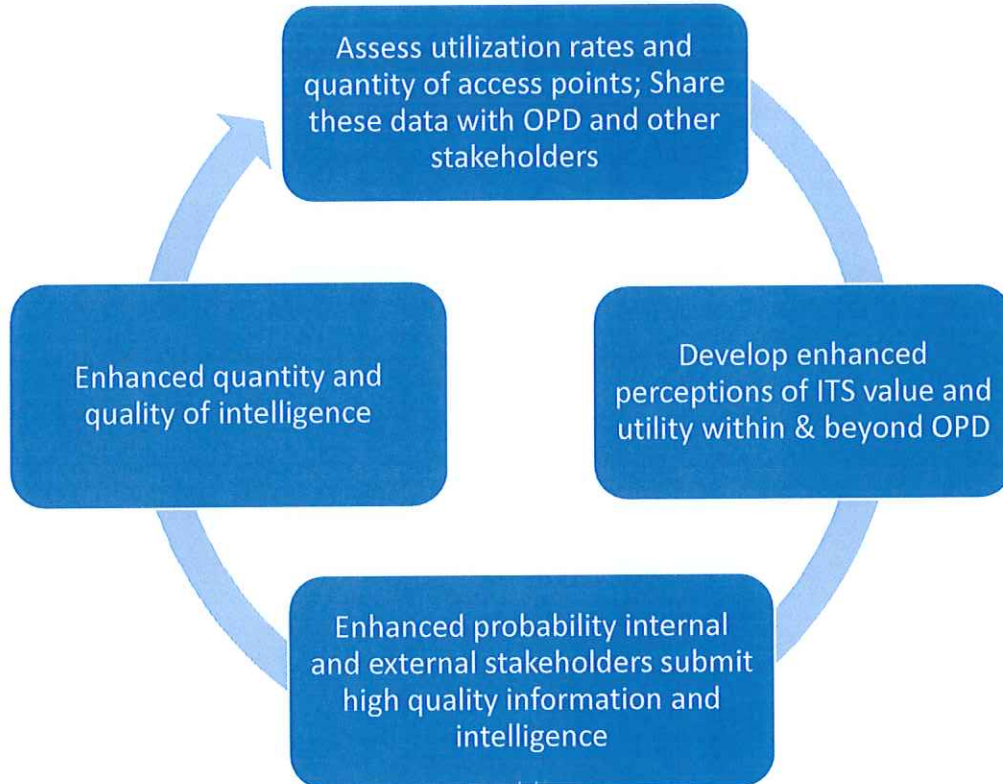 Assess utilization rates and
quantity of access points; Share
these data with OPD and other
stakeholders
Develop enhanced
perceptions of ITS value and
utility within & beyond OPD
Enhanced probability internal
and external stakeholders submit
high quality information and
intelligence
Enhanced quantity and
quality of intelligence